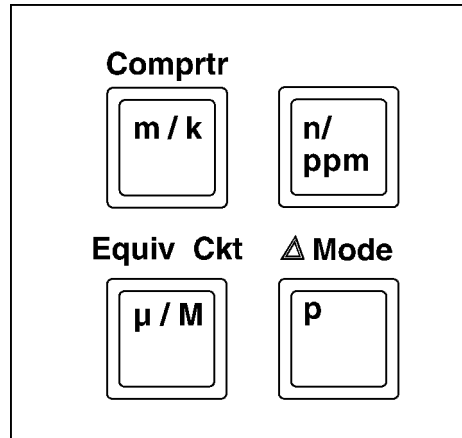 Comprtr
m / k
n/
ppm
Equiv Ckt
Δ Mode
μ / M
p